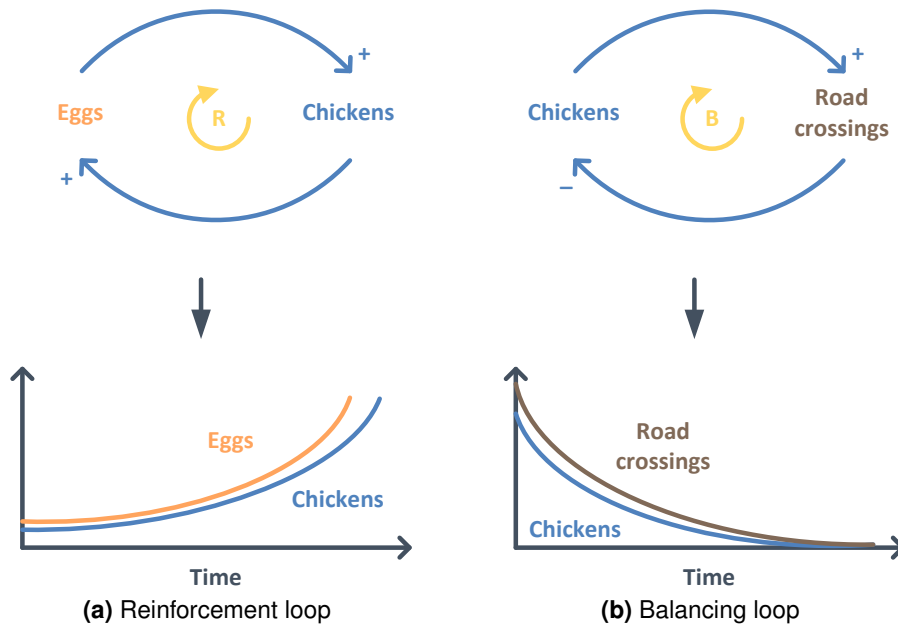 +
Eggs
R
Chickens
+
Eggs
Chickens
Time
(a) Reinforcement loop
+
Chickens
B
Road
crossings
–
Road
crossings
Chickens
Time
(b) Balancing loop